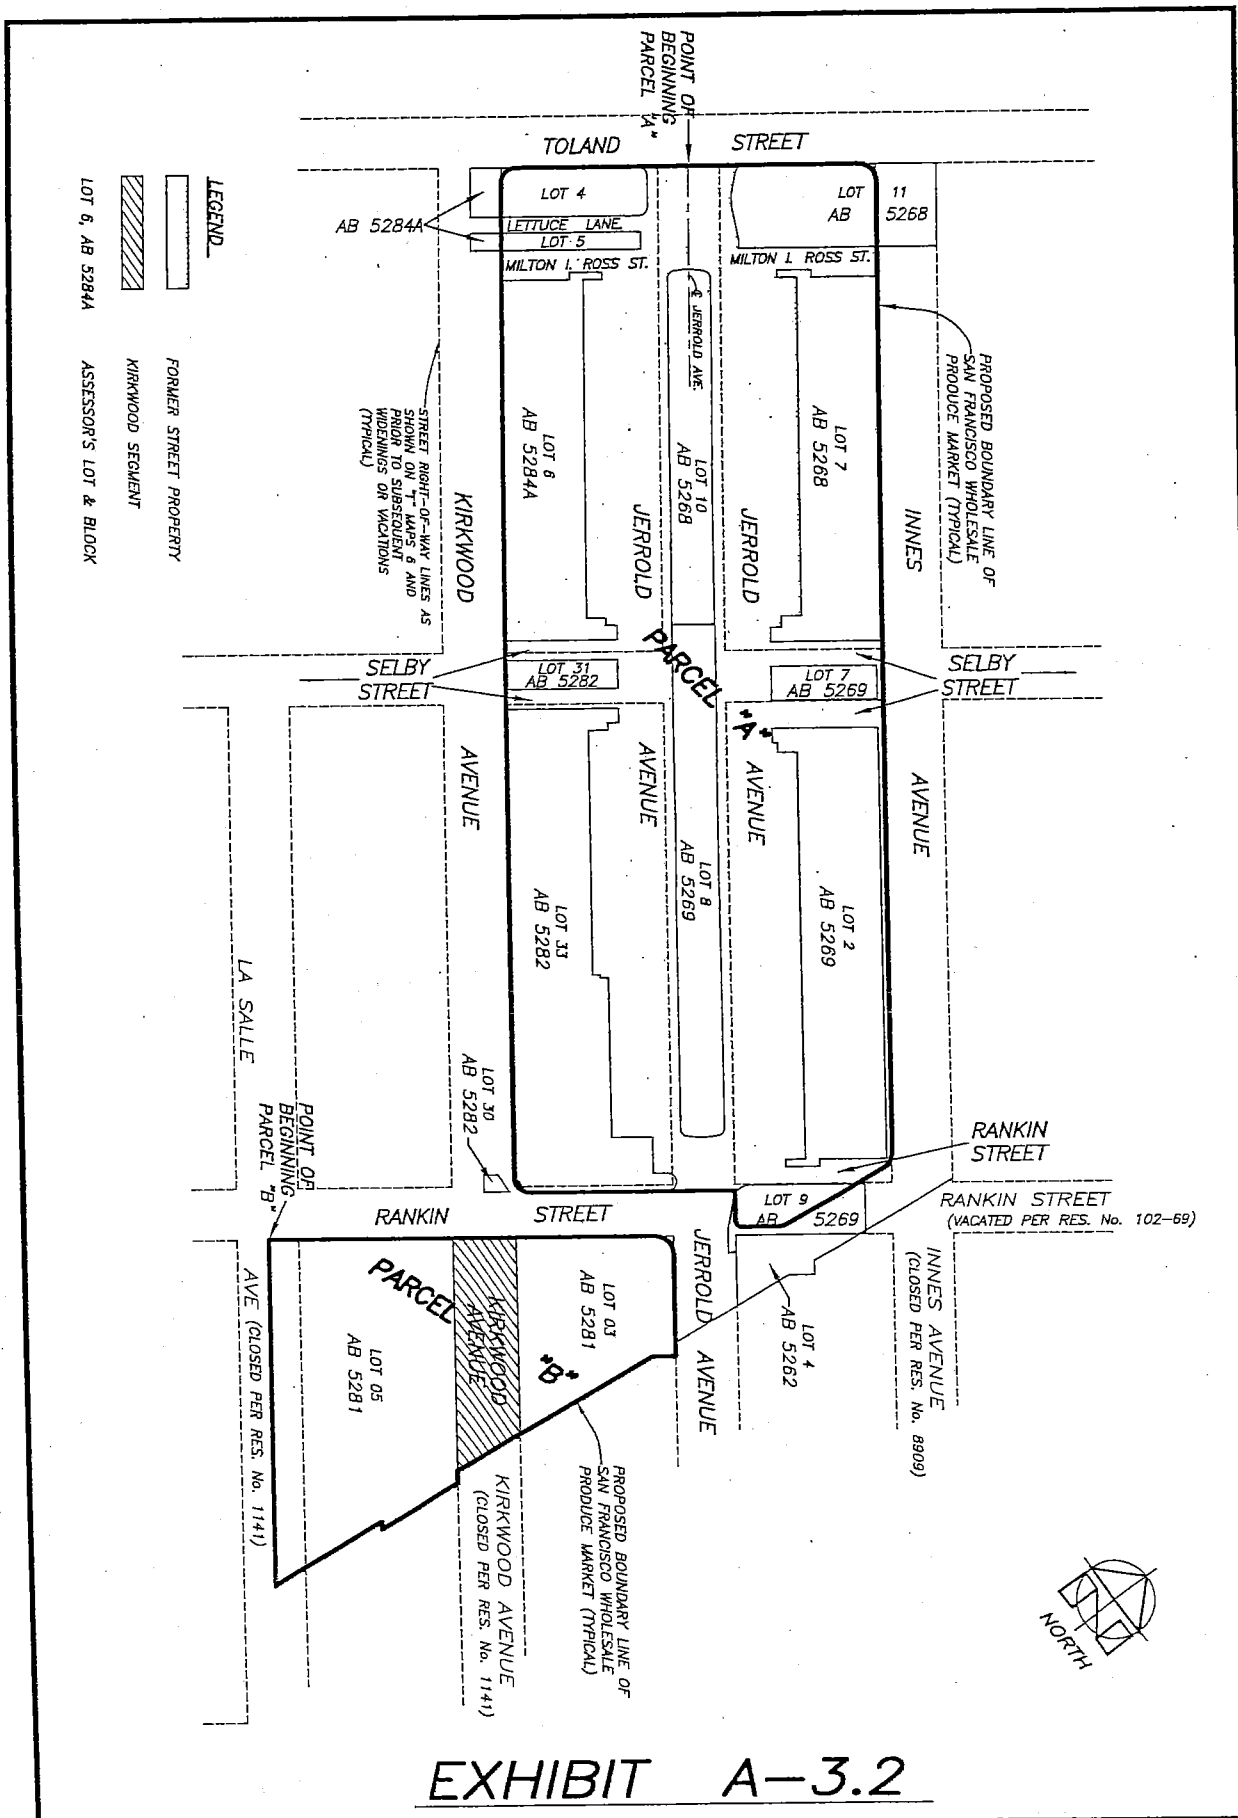 POINT OF
BEGINNING
PARCEL "A"
TOLAND STREET
LOT 4
LOT 11
AB 5268
AB 5284A
LETTUCE LANE
LOT 5
MILTON I. ROSS ST.
MILTON I. ROSS ST.
℄ JERROLD AVE.
PROPOSED BOUNDARY LINE OF
SAN FRANCISCO WHOLESALE
PRODUCE MARKET (TYPICAL)
LEGEND
FORMER STREET PROPERTY
KIRKWOOD SEGMENT
LOT 6, AB 5284A ASSESSOR'S LOT & BLOCK
STREET RIGHT-OF-WAY LINES AS
SHOWN ON "T" MAPS 6 AND
PRIOR TO SUBSEQUENT
WIDENINGS OR VACATIONS
(TYPICAL)
LOT 6
AB 5284A
LOT 10
AB 5268
LOT 7
AB 5268
KIRKWOOD
JERROLD
JERROLD
INNES
SELBY
STREET
LOT 31
AB 5282
PARCEL "A"
LOT 7
AB 5269
SELBY
STREET
AVENUE
AVENUE
AVENUE
AVENUE
LOT 33
AB 5282
LOT 8
AB 5269
LOT 2
AB 5269
LA SALLE
LOT 30
AB 5282
POINT OF
BEGINNING
PARCEL "B"
RANKIN
STREET
RANKIN STREET
LOT 9
AB 5269
RANKIN STREET
(VACATED PER RES. No. 102-69)
AVE (CLOSED PER RES. No. 1141)
PARCEL "B"
KIRKWOOD
AVENUE
LOT 03
AB 5281
LOT 05
AB 5281
JERROLD AVENUE
LOT 4
AB 5262
INNES AVENUE
(CLOSED PER RES. No. 8909)
KIRKWOOD AVENUE
(CLOSED PER RES. No. 1141)
PROPOSED BOUNDARY LINE OF
SAN FRANCISCO WHOLESALE
PRODUCE MARKET (TYPICAL)
NORTH
EXHIBIT A-3.2